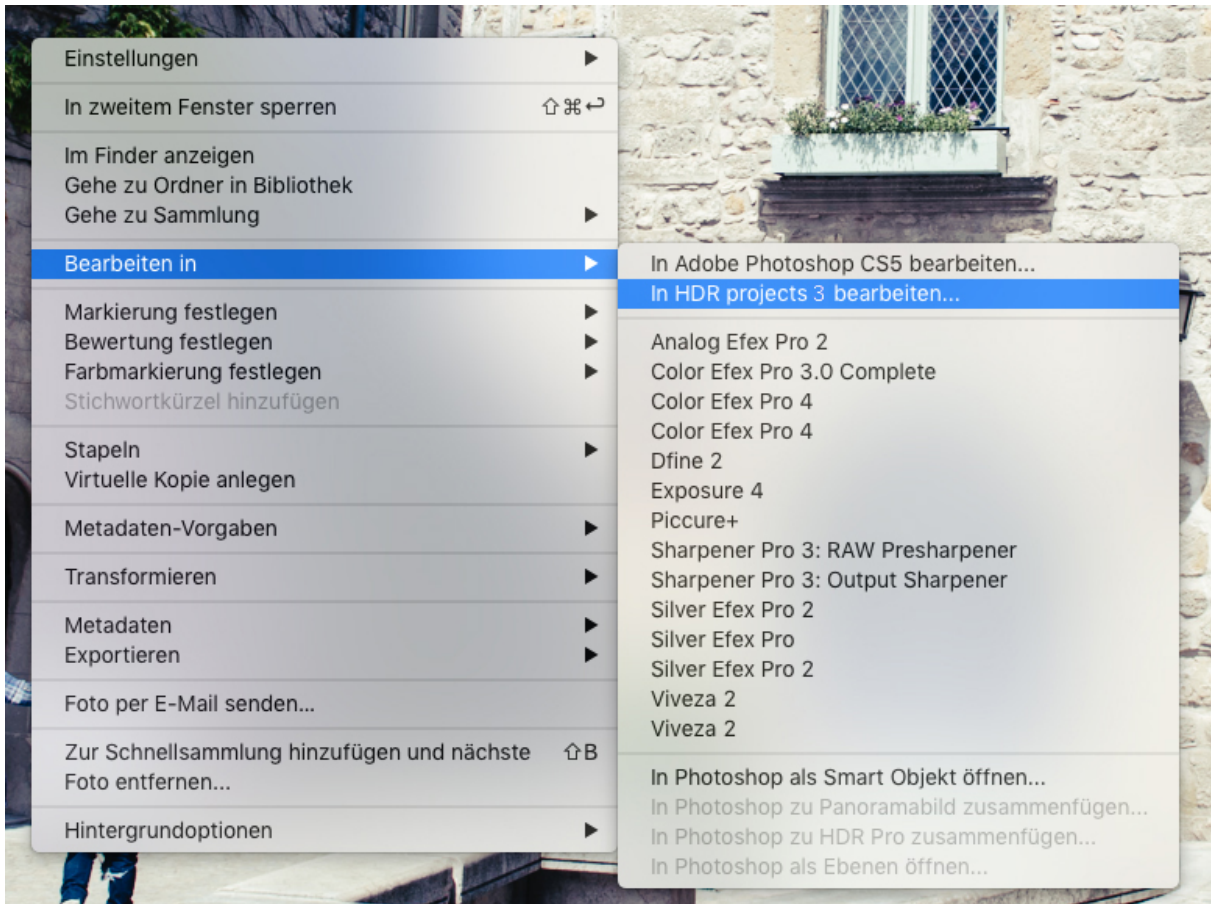 Einstellungen
In zweitem Fenster sperren ⇧⌘↩
Im Finder anzeigen
Gehe zu Ordner in Bibliothek
Gehe zu Sammlung
Bearbeiten in
Markierung festlegen
Bewertung festlegen
Farbmarkierung festlegen
Stichwortkürzel hinzufügen
Stapeln
Virtuelle Kopie anlegen
Metadaten-Vorgaben
Transformieren
Metadaten
Exportieren
Foto per E-Mail senden...
Zur Schnellsammlung hinzufügen und nächste ⇧B
Foto entfernen...
Hintergrundoptionen
In Adobe Photoshop CS5 bearbeiten...
In HDR projects 3 bearbeiten...
Analog Efex Pro 2
Color Efex Pro 3.0 Complete
Color Efex Pro 4
Color Efex Pro 4
Dfine 2
Exposure 4
Piccure+
Sharpener Pro 3: RAW Presharpener
Sharpener Pro 3: Output Sharpener
Silver Efex Pro 2
Silver Efex Pro
Silver Efex Pro 2
Viveza 2
Viveza 2
In Photoshop als Smart Objekt öffnen...
In Photoshop zu Panoramabild zusammenfügen...
In Photoshop zu HDR Pro zusammenfügen...
In Photoshop als Ebenen öffnen...